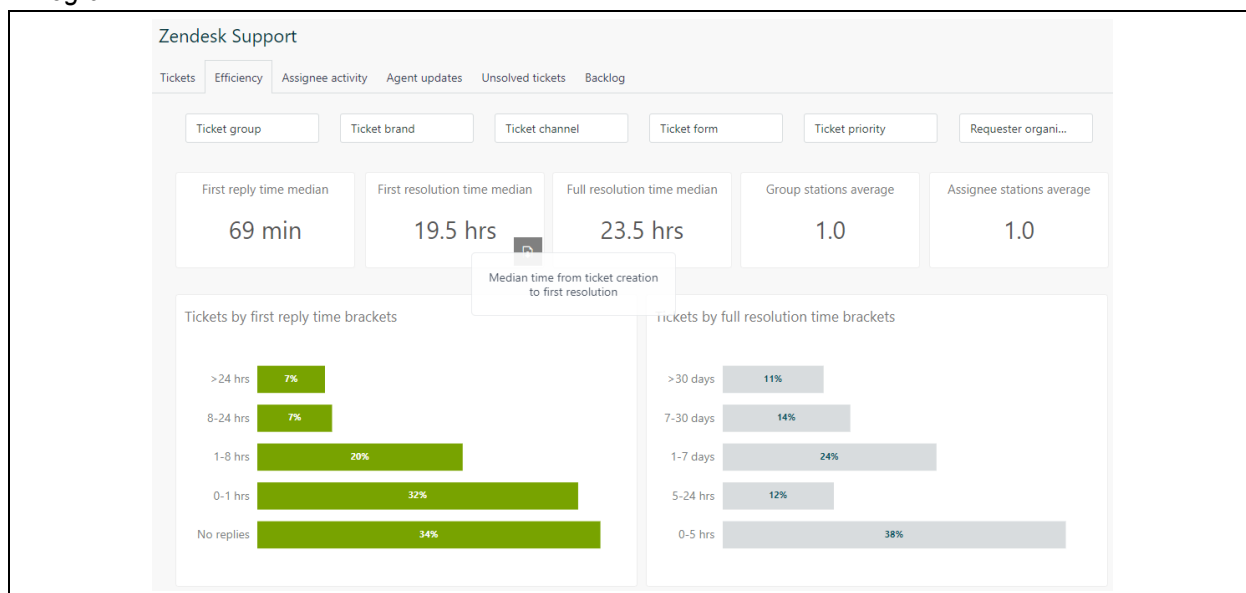 Zendesk Support
Tickets Efficiency Assignee activity Agent updates Unsolved tickets Backlog
Ticket group Ticket brand Ticket channel Ticket form Ticket priority Requester organi...
First reply time median First resolution time median Full resolution time median Group stations average Assignee stations average
69 min 19.5 hrs 23.5 hrs 1.0 1.0
Median time from ticket creation
to first resolution
Tickets by first reply time brackets
>24 hrs 7%
8-24 hrs 7%
1-8 hrs 20%
0-1 hrs 32%
No replies 34%
Tickets by full resolution time brackets
>30 days 11%
7-30 days 14%
1-7 days 24%
5-24 hrs 12%
0-5 hrs 38%